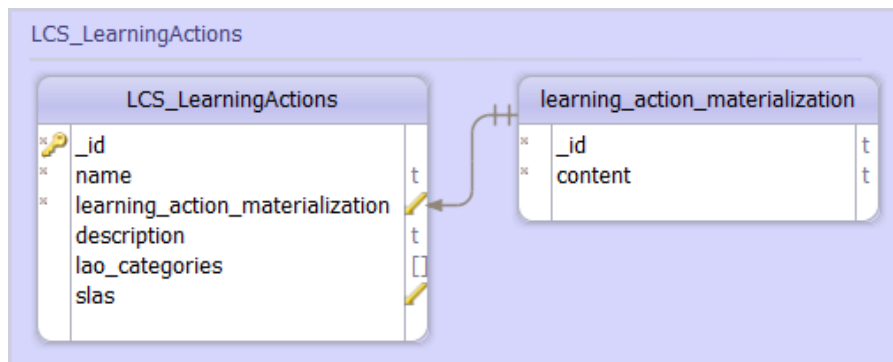 LCS_LearningActions
LCS_LearningActions
_id
name t
learning_action_materialization
description t
lao_categories []
slas
learning_action_materialization
_id t
content t